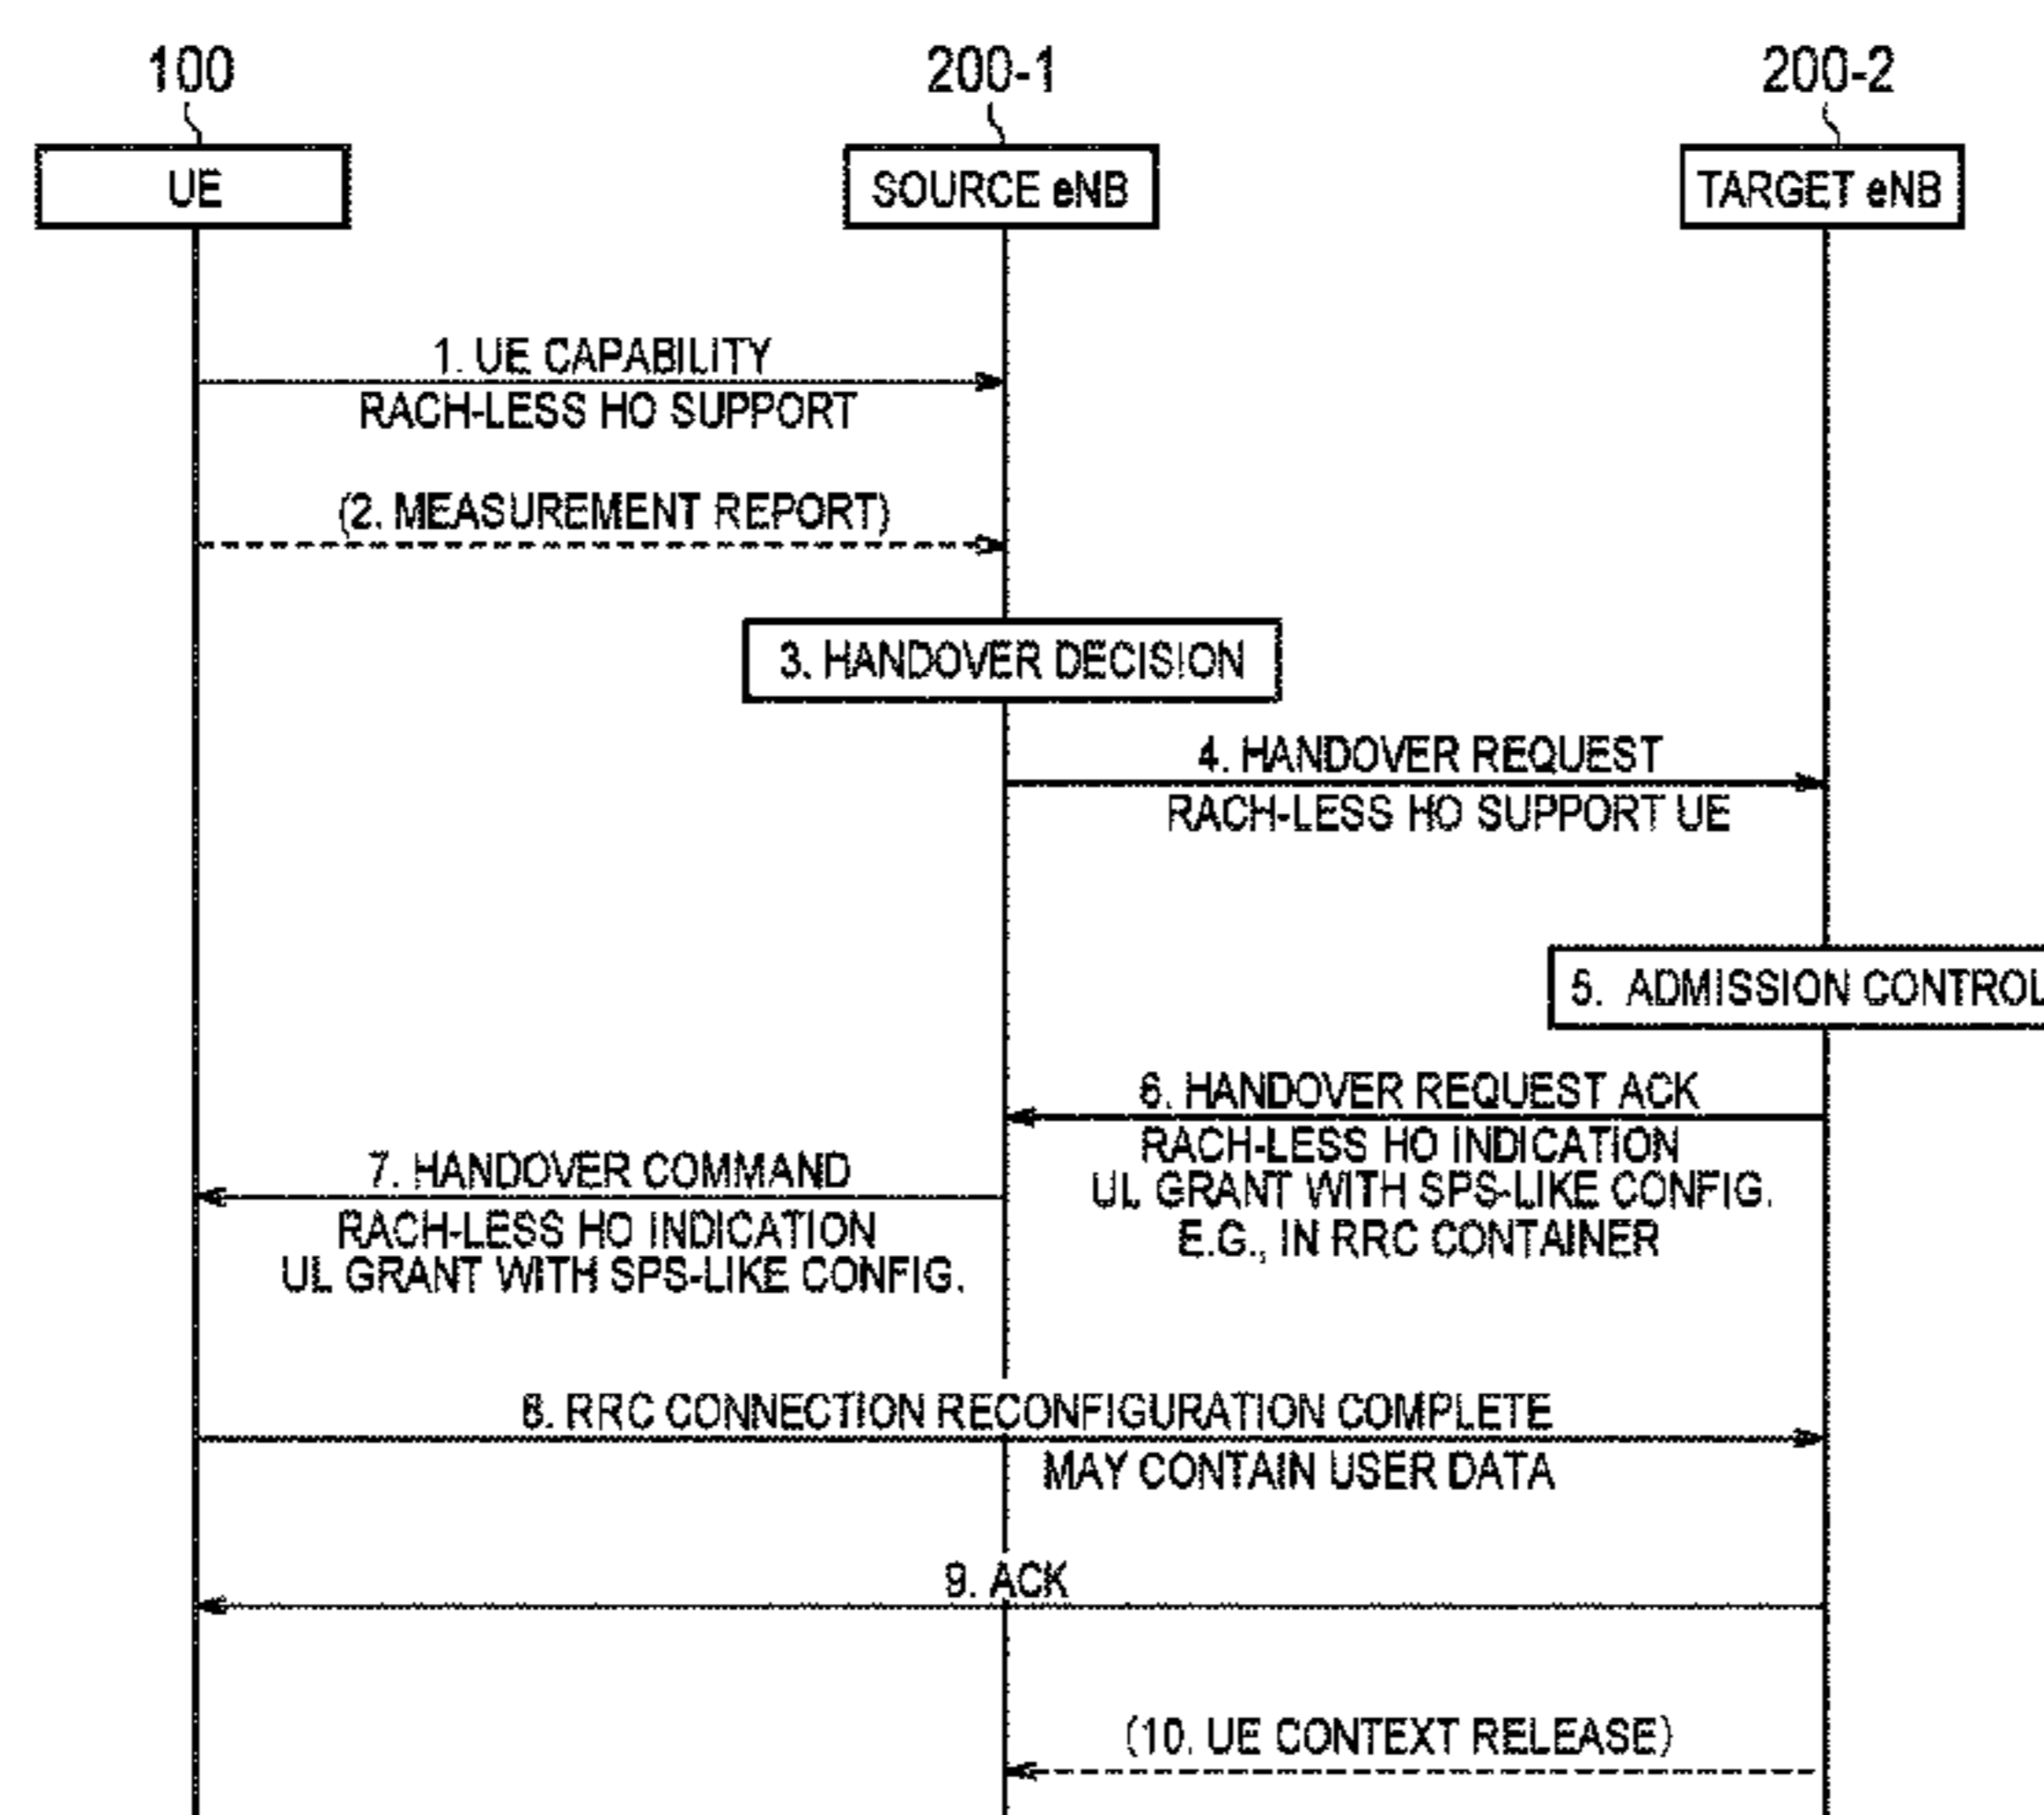 100
200-1
200-2
UE
SOURCE eNB
TARGET eNB
1. UE CAPABILITY
RACH-LESS HO SUPPORT
(2. MEASUREMENT REPORT)
3. HANDOVER DECISION
4. HANDOVER REQUEST
RACH-LESS HO SUPPORT UE
5. ADMISSION CONTROL
6. HANDOVER REQUEST ACK
RACH-LESS HO INDICATION
UL GRANT WITH SPS-LIKE CONFIG.
E.G., IN RRC CONTAINER
7. HANDOVER COMMAND
RACH-LESS HO INDICATION
UL GRANT WITH SPS-LIKE CONFIG.
8. RRC CONNECTION RECONFIGURATION COMPLETE
MAY CONTAIN USER DATA
9. ACK
(10. UE CONTEXT RELEASE)